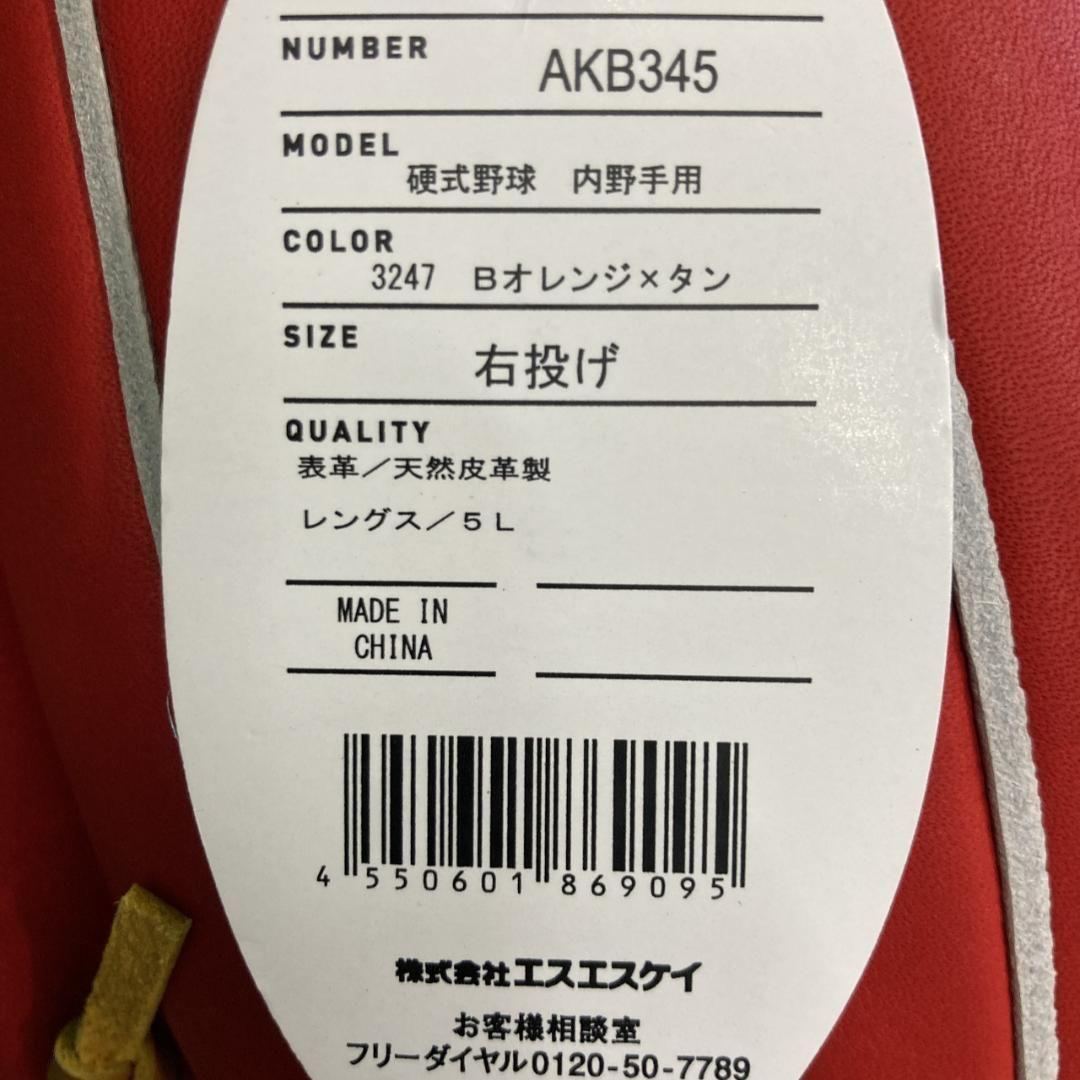 NUMBER
AKB345
MODEL
硬式野球　内野手用
COLOR
3247　Bオレンジ×タン
SIZE
右投げ
QUALITY
表革／天然皮革製
レングス／５Ｌ
MADE IN
CHINA
4 550601 869095
株式会社エスエスケイ
お客様相談室
フリーダイヤル0120-50-7789